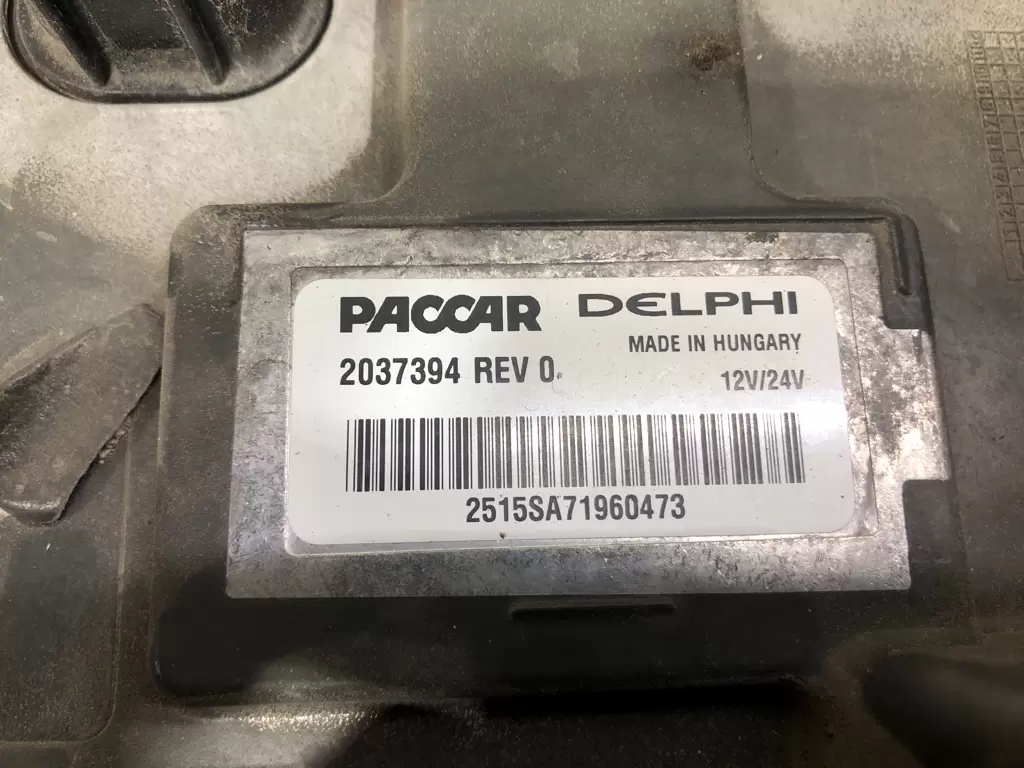 PACCAR DELPHI
MADE IN HUNGARY
2037394 REV 0
12V/24V
2515SA71960473